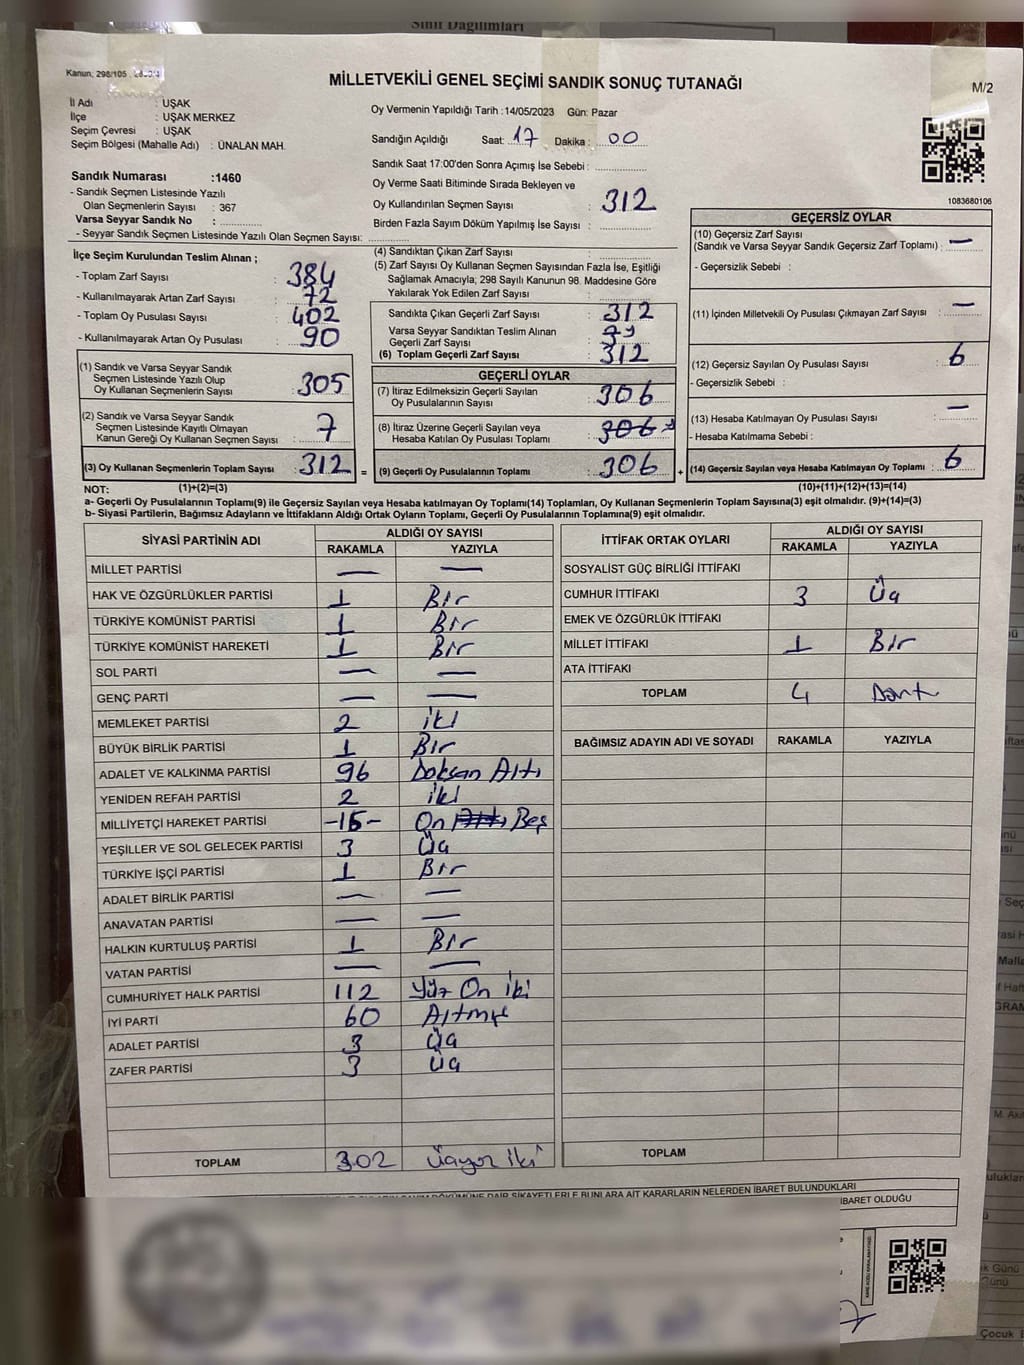 Sınıf Dağılımları
Kanun; 298/105
MİLLETVEKİLİ GENEL SEÇİMİ SANDIK SONUÇ TUTANAĞI
M/2
İl Adı : UŞAK
İlçe : UŞAK MERKEZ
Seçim Çevresi : UŞAK
Seçim Bölgesi (Mahalle Adı) : ÜNALAN MAH.
Oy Vermenin Yapıldığı Tarih :14/05/2023 Gün: Pazar
Sandığın Açıldığı Saat: 17 Dakika : 00
Sandık Saat 17:00'den Sonra Açımış İse Sebebi :
Oy Verme Saati Bitiminde Sırada Bekleyen ve
Oy Kullandırılan Seçmen Sayısı : 312
Birden Fazla Sayım Döküm Yapılmış İse Sayısı :
Sandık Numarası :1460
- Sandık Seçmen Listesinde Yazılı
Olan Seçmenlerin Sayısı : 367
Varsa Seyyar Sandık No :
- Seyyar Sandık Seçmen Listesinde Yazılı Olan Seçmen Sayısı:
1083680106
İlçe Seçim Kurulundan Teslim Alınan ;
- Toplam Zarf Sayısı : 384
- Kullanılmayarak Artan Zarf Sayısı : 72
- Toplam Oy Pusulası Sayısı : 402
- Kullanılmayarak Artan Oy Pusulası : 90
(4) Sandıktan Çıkan Zarf Sayısı :
(5) Zarf Sayısı Oy Kullanan Seçmen Sayısından Fazla İse, Eşitliği
Sağlamak Amacıyla, 298 Sayılı Kanunun 98. Maddesine Göre
Yakılarak Yok Edilen Zarf Sayısı :
Sandıkta Çıkan Geçerli Zarf Sayısı : 312
Varsa Seyyar Sandıktan Teslim Alınan
Geçerli Zarf Sayısı :
(6) Toplam Geçerli Zarf Sayısı : 312
GEÇERSİZ OYLAR
(10) Geçersiz Zarf Sayısı
(Sandık ve Varsa Seyyar Sandık Geçersiz Zarf Toplamı) : —
- Geçersizlik Sebebi :
(11) İçinden Milletvekili Oy Pusulası Çıkmayan Zarf Sayısı : —
(12) Geçersiz Sayılan Oy Pusulası Sayısı : 6
- Geçersizlik Sebebi :
(13) Hesaba Katılmayan Oy Pusulası Sayısı : —
- Hesaba Katılmama Sebebi :
(14) Geçersiz Sayılan veya Hesaba Katılmayan Oy Toplamı : 6
(10)+(11)+(12)+(13)=(14)
(1) Sandık ve Varsa Seyyar Sandık
Seçmen Listesinde Yazılı Olup
Oy Kullanan Seçmenlerin Sayısı : 305
(2) Sandık ve Varsa Seyyar Sandık
Seçmen Listesinde Kayıtlı Olmayan
Kanun Gereği Oy Kullanan Seçmen Sayısı : 7
(3) Oy Kullanan Seçmenlerin Toplam Sayısı : 312 =
GEÇERLİ OYLAR
(7) İtiraz Edilmeksizin Geçerli Sayılan
Oy Pusulalarının Sayısı : 306
(8) İtiraz Üzerine Geçerli Sayılan veya
Hesaba Katılan Oy Pusulası Toplamı : 306
(9) Geçerli Oy Pusulalarının Toplamı : 306 +
NOT: (1)+(2)=(3)
a- Geçerli Oy Pusulalarının Toplamı(9) ile Geçersiz Sayılan veya Hesaba katılmayan Oy Toplamı(14) Toplamları, Oy Kullanan Seçmenlerin Toplam Sayısına(3) eşit olmalıdır. (9)+(14)=(3)
b- Siyasi Partilerin, Bağımsız Adayların ve İttifakların Aldığı Ortak Oyların Toplamı, Geçerli Oy Pusulalarının Toplamına(9) eşit olmalıdır.
SİYASİ PARTİNİN ADI ALDIĞI OY SAYISI
RAKAMLA YAZIYLA
MİLLET PARTİSİ — —
HAK VE ÖZGÜRLÜKLER PARTİSİ 1 Bir
TÜRKİYE KOMÜNİST PARTİSİ 1 Bir
TÜRKİYE KOMÜNİST HAREKETİ 1 Bir
SOL PARTİ — —
GENÇ PARTİ — —
MEMLEKET PARTİSİ 2 iki
BÜYÜK BİRLİK PARTİSİ 1 Bir
ADALET VE KALKINMA PARTİSİ 96 Doksan Altı
YENİDEN REFAH PARTİSİ 2 iki
MİLLİYETÇİ HAREKET PARTİSİ -15- On Beş
YEŞİLLER VE SOL GELECEK PARTİSİ 3 Üç
TÜRKİYE İŞÇİ PARTİSİ 1 Bir
ADALET BİRLİK PARTİSİ — —
ANAVATAN PARTİSİ — —
HALKIN KURTULUŞ PARTİSİ 1 Bir
VATAN PARTİSİ — —
CUMHURİYET HALK PARTİSİ 112 Yüz On iki
İYİ PARTİ 60 Altmış
ADALET PARTİSİ 3 Üç
ZAFER PARTİSİ 3 Üç
TOPLAM 302 Üçyüz iki
İTTİFAK ORTAK OYLARI ALDIĞI OY SAYISI
RAKAMLA YAZIYLA
SOSYALİST GÜÇ BİRLİĞİ İTTİFAKI
CUMHUR İTTİFAKI 3 Üç
EMEK VE ÖZGÜRLÜK İTTİFAKI
MİLLET İTTİFAKI 1 Bir
ATA İTTİFAKI
TOPLAM 4 Dört
BAĞIMSIZ ADAYIN ADI VE SOYADI RAKAMLA YAZIYLA
TOPLAM
DAİR ŞİKAYETLERLE BUNLARA AİT KARARLARIN NELERDEN İBARET BULUNDUKLARI
İBARET OLDUĞU